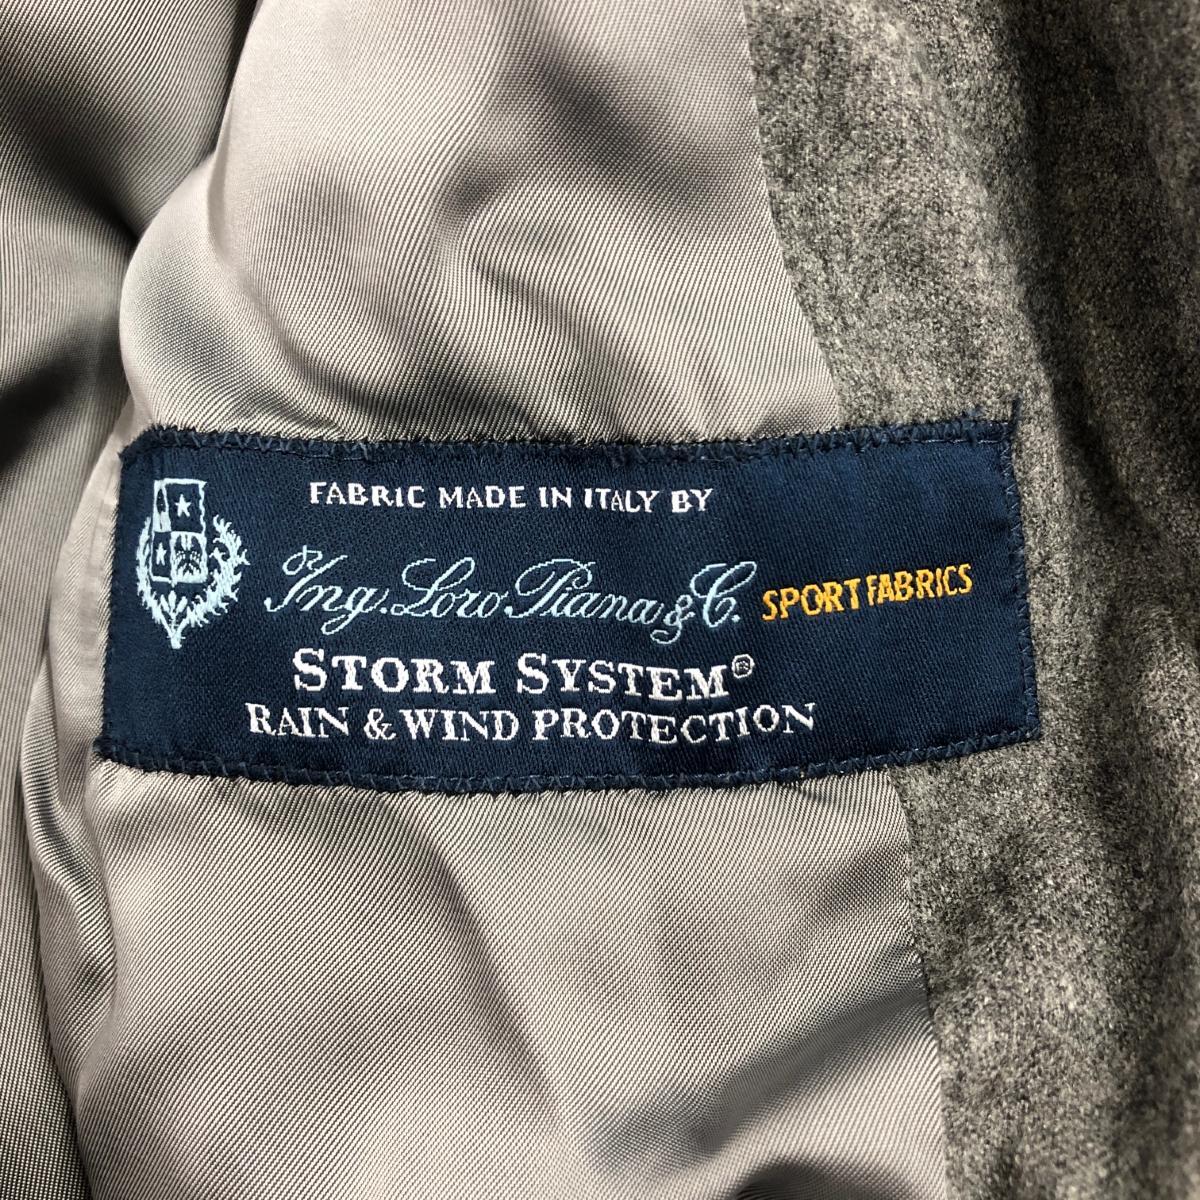 FABRIC MADE IN ITALY BY
Ing. Loro Piana & C. SPORT FABRICS
STORM SYSTEM®
RAIN & WIND PROTECTION